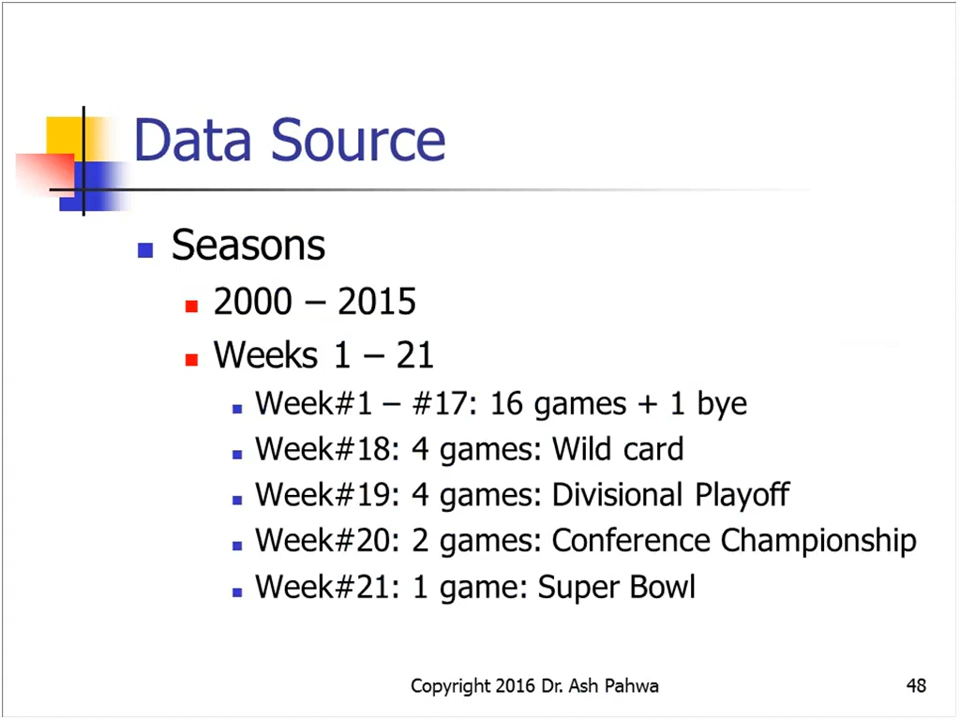 Data Source
Seasons
2000 – 2015
Weeks 1 – 21
Week#1 – #17: 16 games + 1 bye
Week#18: 4 games: Wild card
Week#19: 4 games: Divisional Playoff
Week#20: 2 games: Conference Championship
Week#21: 1 game: Super Bowl
Copyright 2016 Dr. Ash Pahwa
48